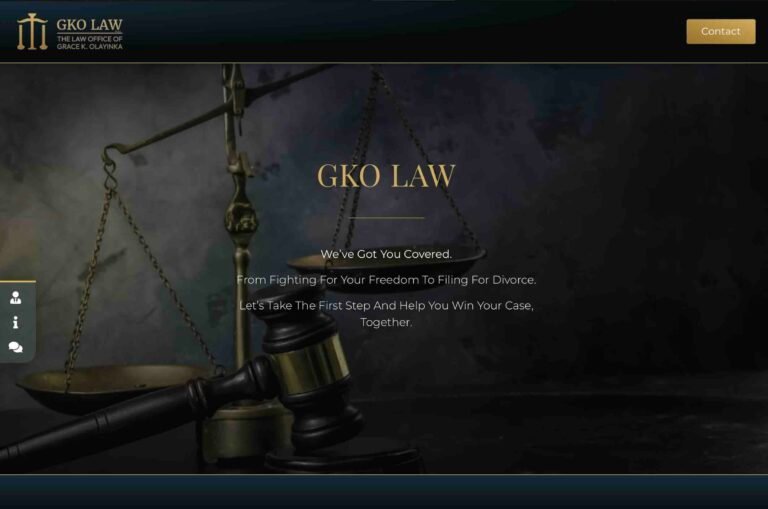 GKO LAW
THE LAW OFFICE OF
GRACE K. OLAYINKA
Contact
GKO LAW
We've Got You Covered.
From Fighting For Your Freedom To Filing For Divorce.
Let's Take The First Step And Help You Win Your Case,
Together.